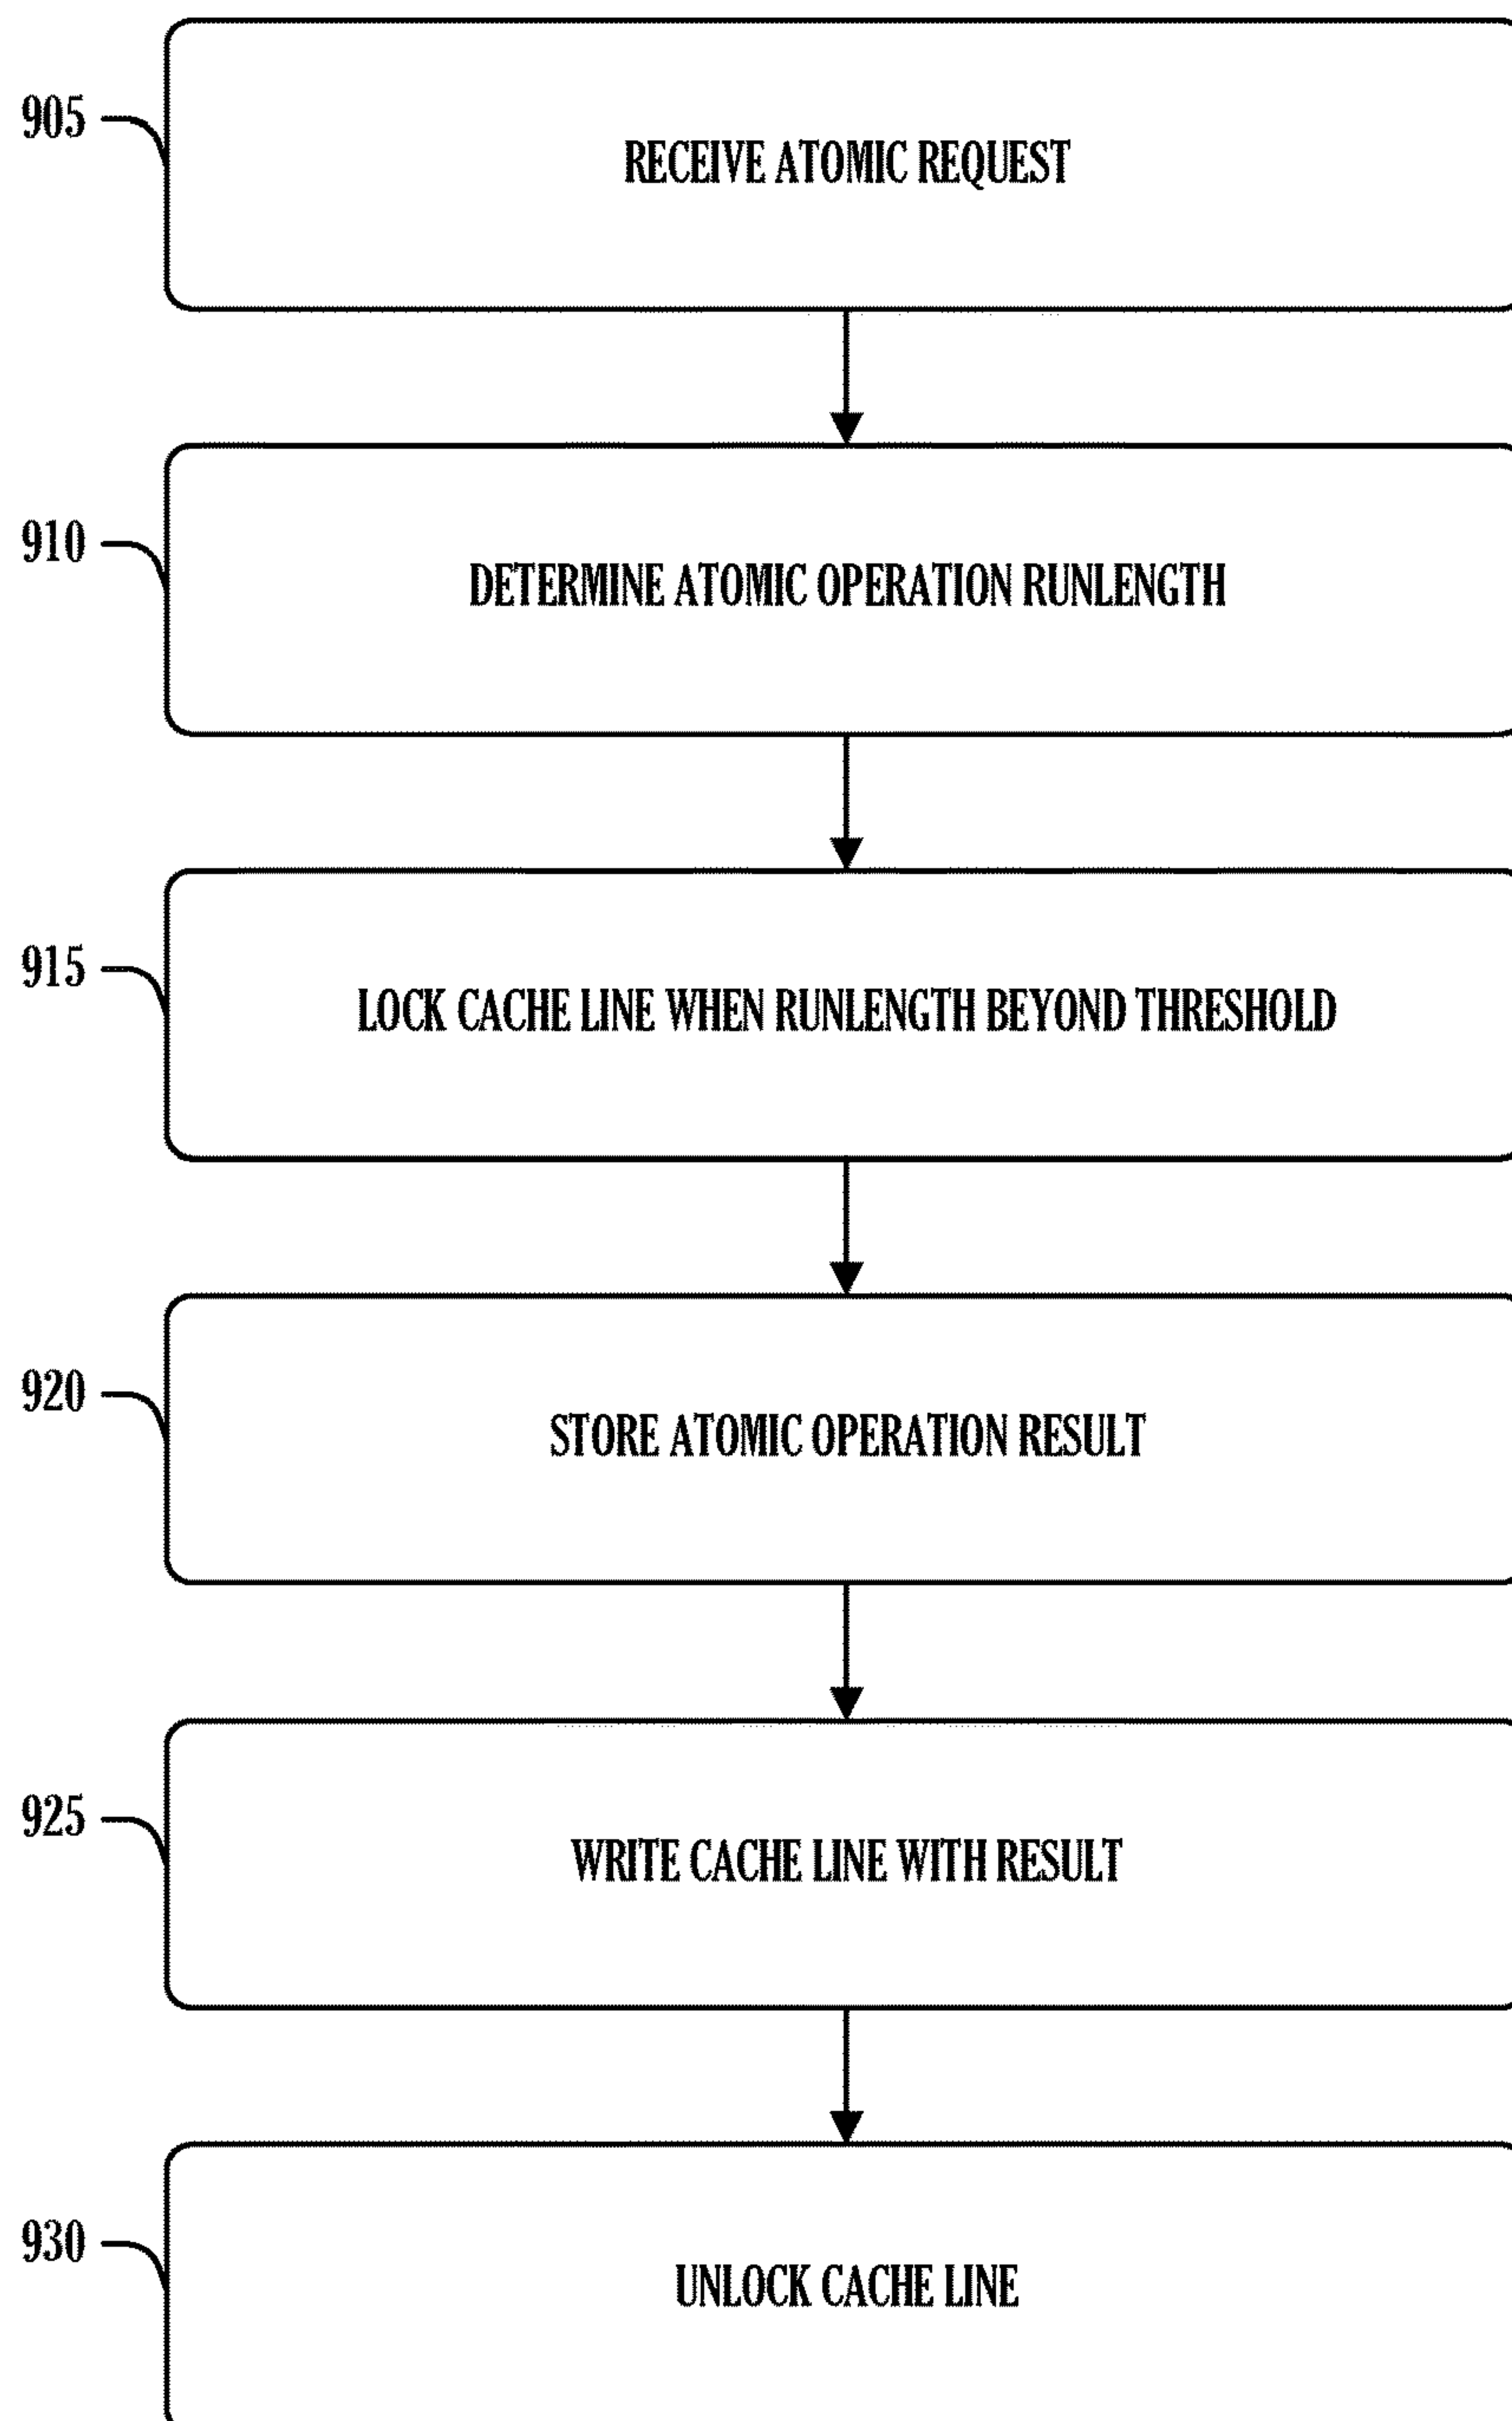 905
RECEIVE ATOMIC REQUEST
910
DETERMINE ATOMIC OPERATION RUNLENGTH
915
LOCK CACHE LINE WHEN RUNLENGTH BEYOND THRESHOLD
920
STORE ATOMIC OPERATION RESULT
925
WRITE CACHE LINE WITH RESULT
930
UNLOCK CACHE LINE